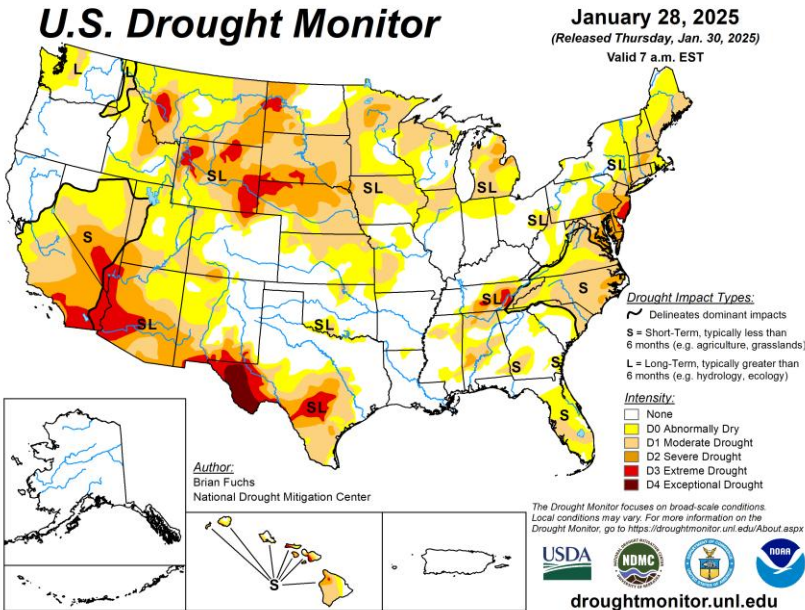 U.S. Drought Monitor
January 28, 2025
(Released Thursday, Jan. 30, 2025)
Valid 7 a.m. EST
L
L
SL
S
SL
SL
SL
SL
SL
SL
S
SL
SL
S
S
S
S
Drought Impact Types:
Delineates dominant impacts
S = Short-Term, typically less than
6 months (e.g. agriculture, grasslands)
L = Long-Term, typically greater than
6 months (e.g. hydrology, ecology)
Intensity:
None
D0 Abnormally Dry
D1 Moderate Drought
D2 Severe Drought
D3 Extreme Drought
D4 Exceptional Drought
Author:
Brian Fuchs
National Drought Mitigation Center
The Drought Monitor focuses on broad-scale conditions.
Local conditions may vary. For more information on the
Drought Monitor, go to https://droughtmonitor.unl.edu/About.aspx
USDA
NDMC
NOAA
droughtmonitor.unl.edu